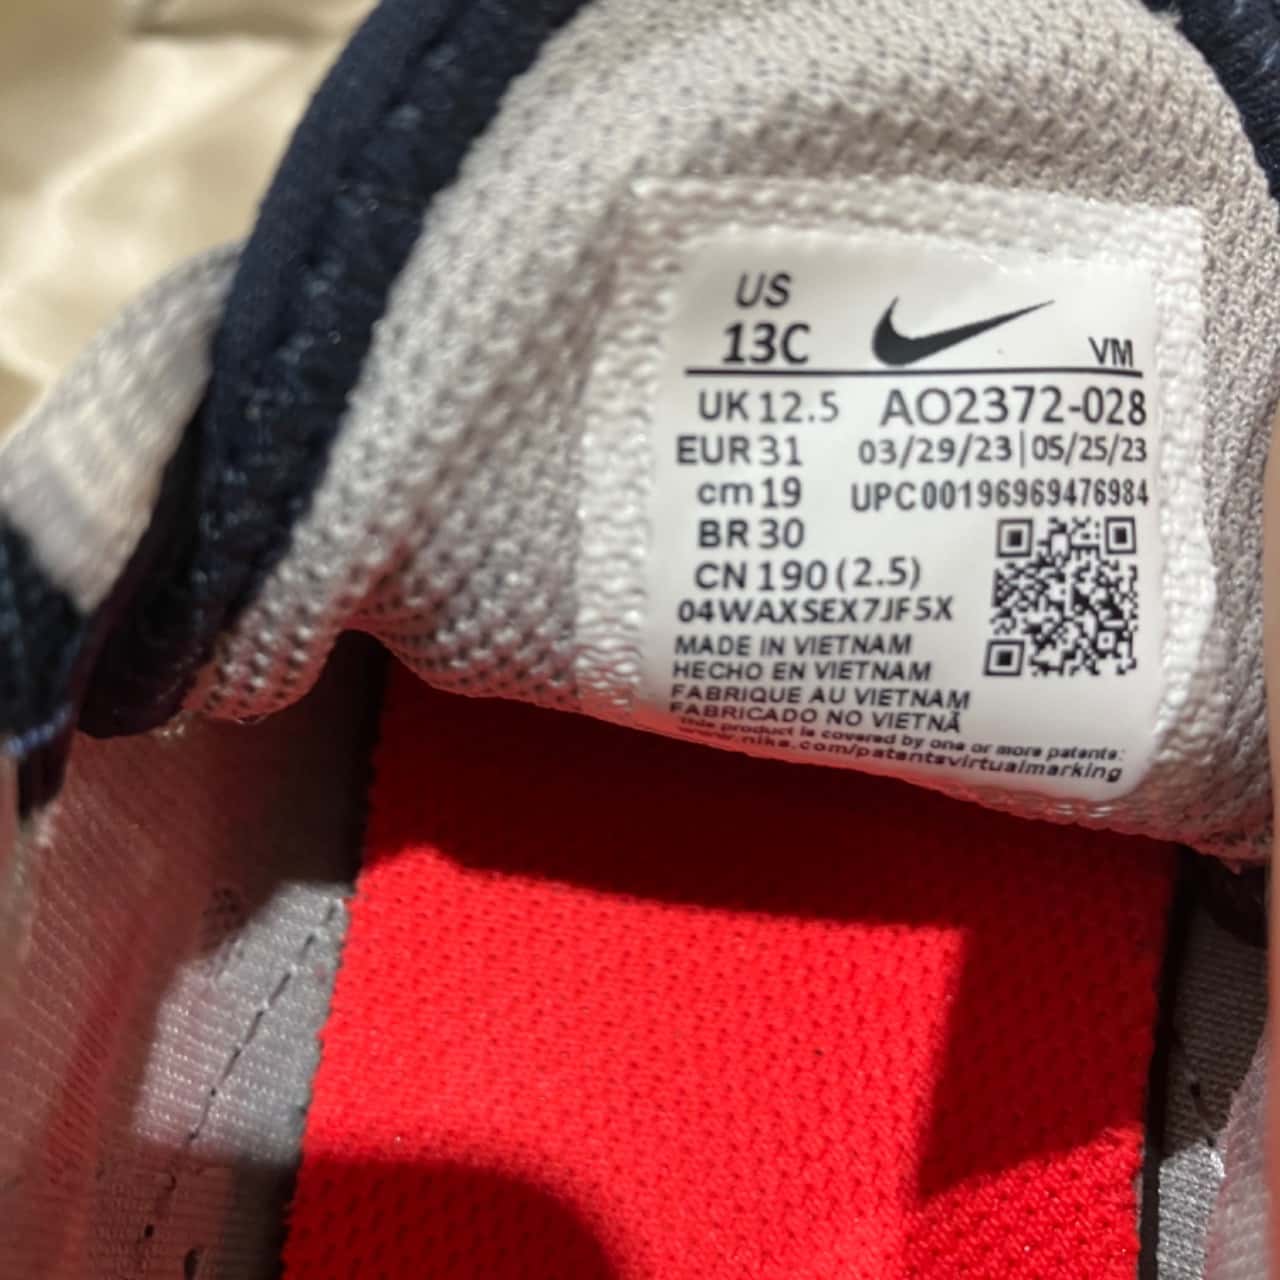 US
13C
VM
UK 12.5 AO2372-028
EUR 31 03/29/23|05/25/23
cm 19 UPC00196969476984
BR 30
CN 190 (2.5)
04WAXSEX7JF5X
MADE IN VIETNAM
HECHO EN VIETNAM
FABRIQUE AU VIETNAM
FABRICADO NO VIETNÃ
This product is covered by one or more patents:
www.nike.com/patentsvirtualmarking